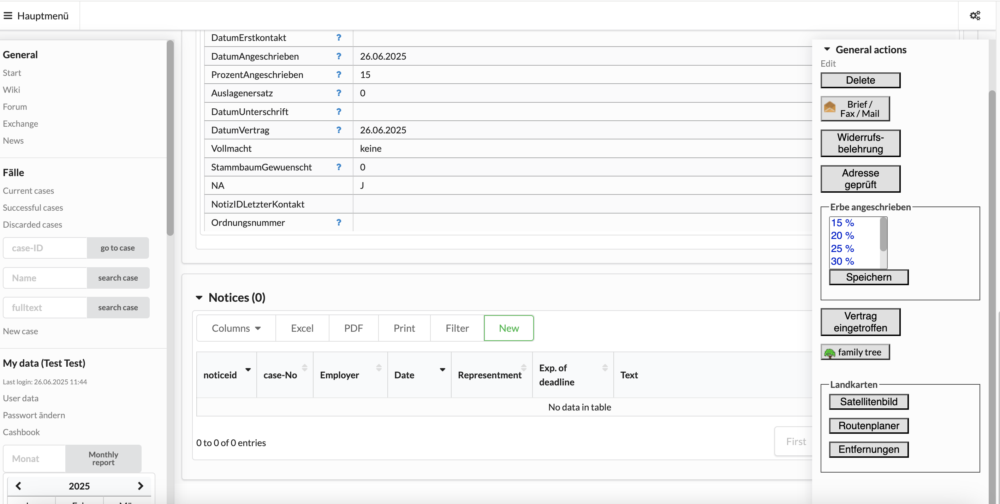 Hauptmenü
General
Start
Wiki
Forum
Exchange
News
Fälle
Current cases
Successful cases
Discarded cases
case-ID go to case
Name search case
fulltext search case
New case
My data (Test Test)
Last login: 26.06.2025 11:44
User data
Passwort ändern
Cashbook
Monat Monthly
report
2025
DatumErstkontakt ?
DatumAngeschrieben ? 26.06.2025
ProzentAngeschrieben ? 15
Auslagenersatz ? 0
DatumUnterschrift ?
DatumVertrag ? 26.06.2025
Vollmacht keine
StammbaumGewuenscht ? 0
NA J
NotizIDLetzterKontakt
Ordnungsnummer ?
Notices (0)
Columns Excel PDF Print Filter New
noticeid case-No Employer Date Representment Exp. of
deadline Text
No data in table
0 to 0 of 0 entries
First
General actions
Edit
Delete
Brief /
Fax / Mail
Widerrufs-
belehrung
Adresse
geprüft
Erbe angeschrieben
15 %
20 %
25 %
30 %
Speichern
Vertrag
eingetroffen
family tree
Landkarten
Satellitenbild
Routenplaner
Entfernungen